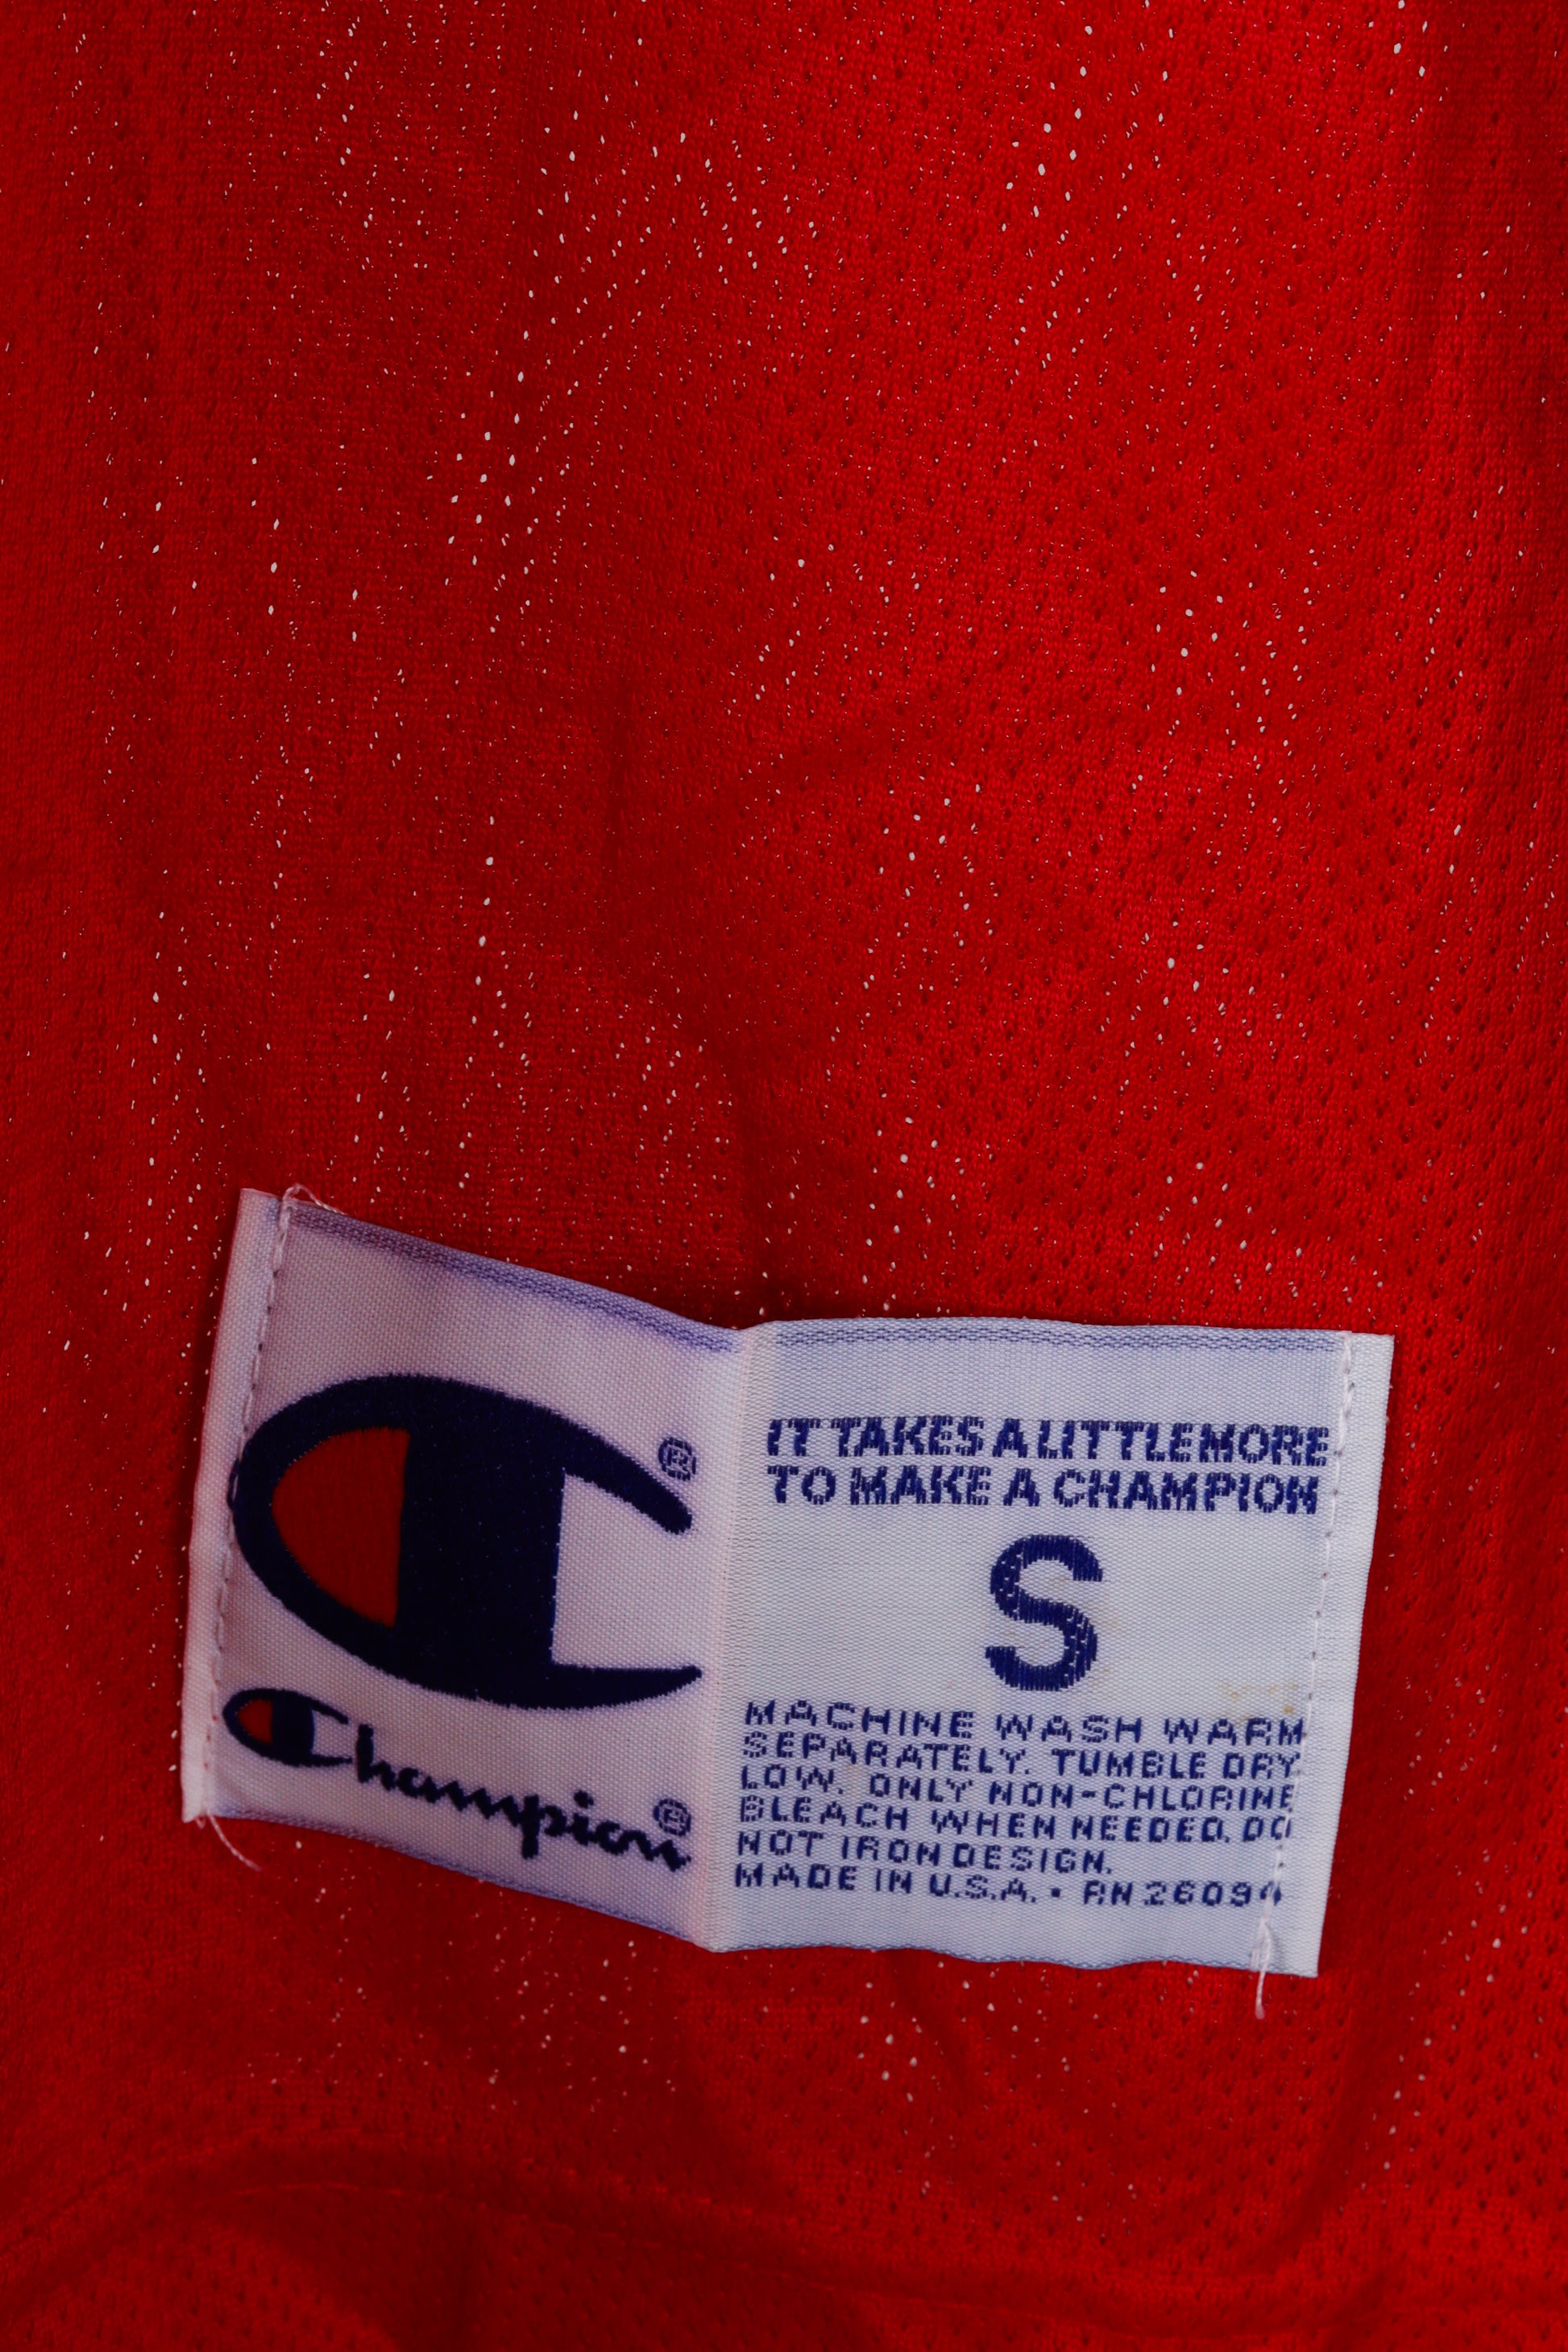 ®
Champion®
IT TAKES A LITTLE MORE
TO MAKE A CHAMPION
S
MACHINE WASH WARM
SEPARATELY. TUMBLE DRY
LOW. ONLY NON-CHLORINE
BLEACH WHEN NEEDED. DO
NOT IRON DESIGN.
MADE IN U.S.A. • RN 26094